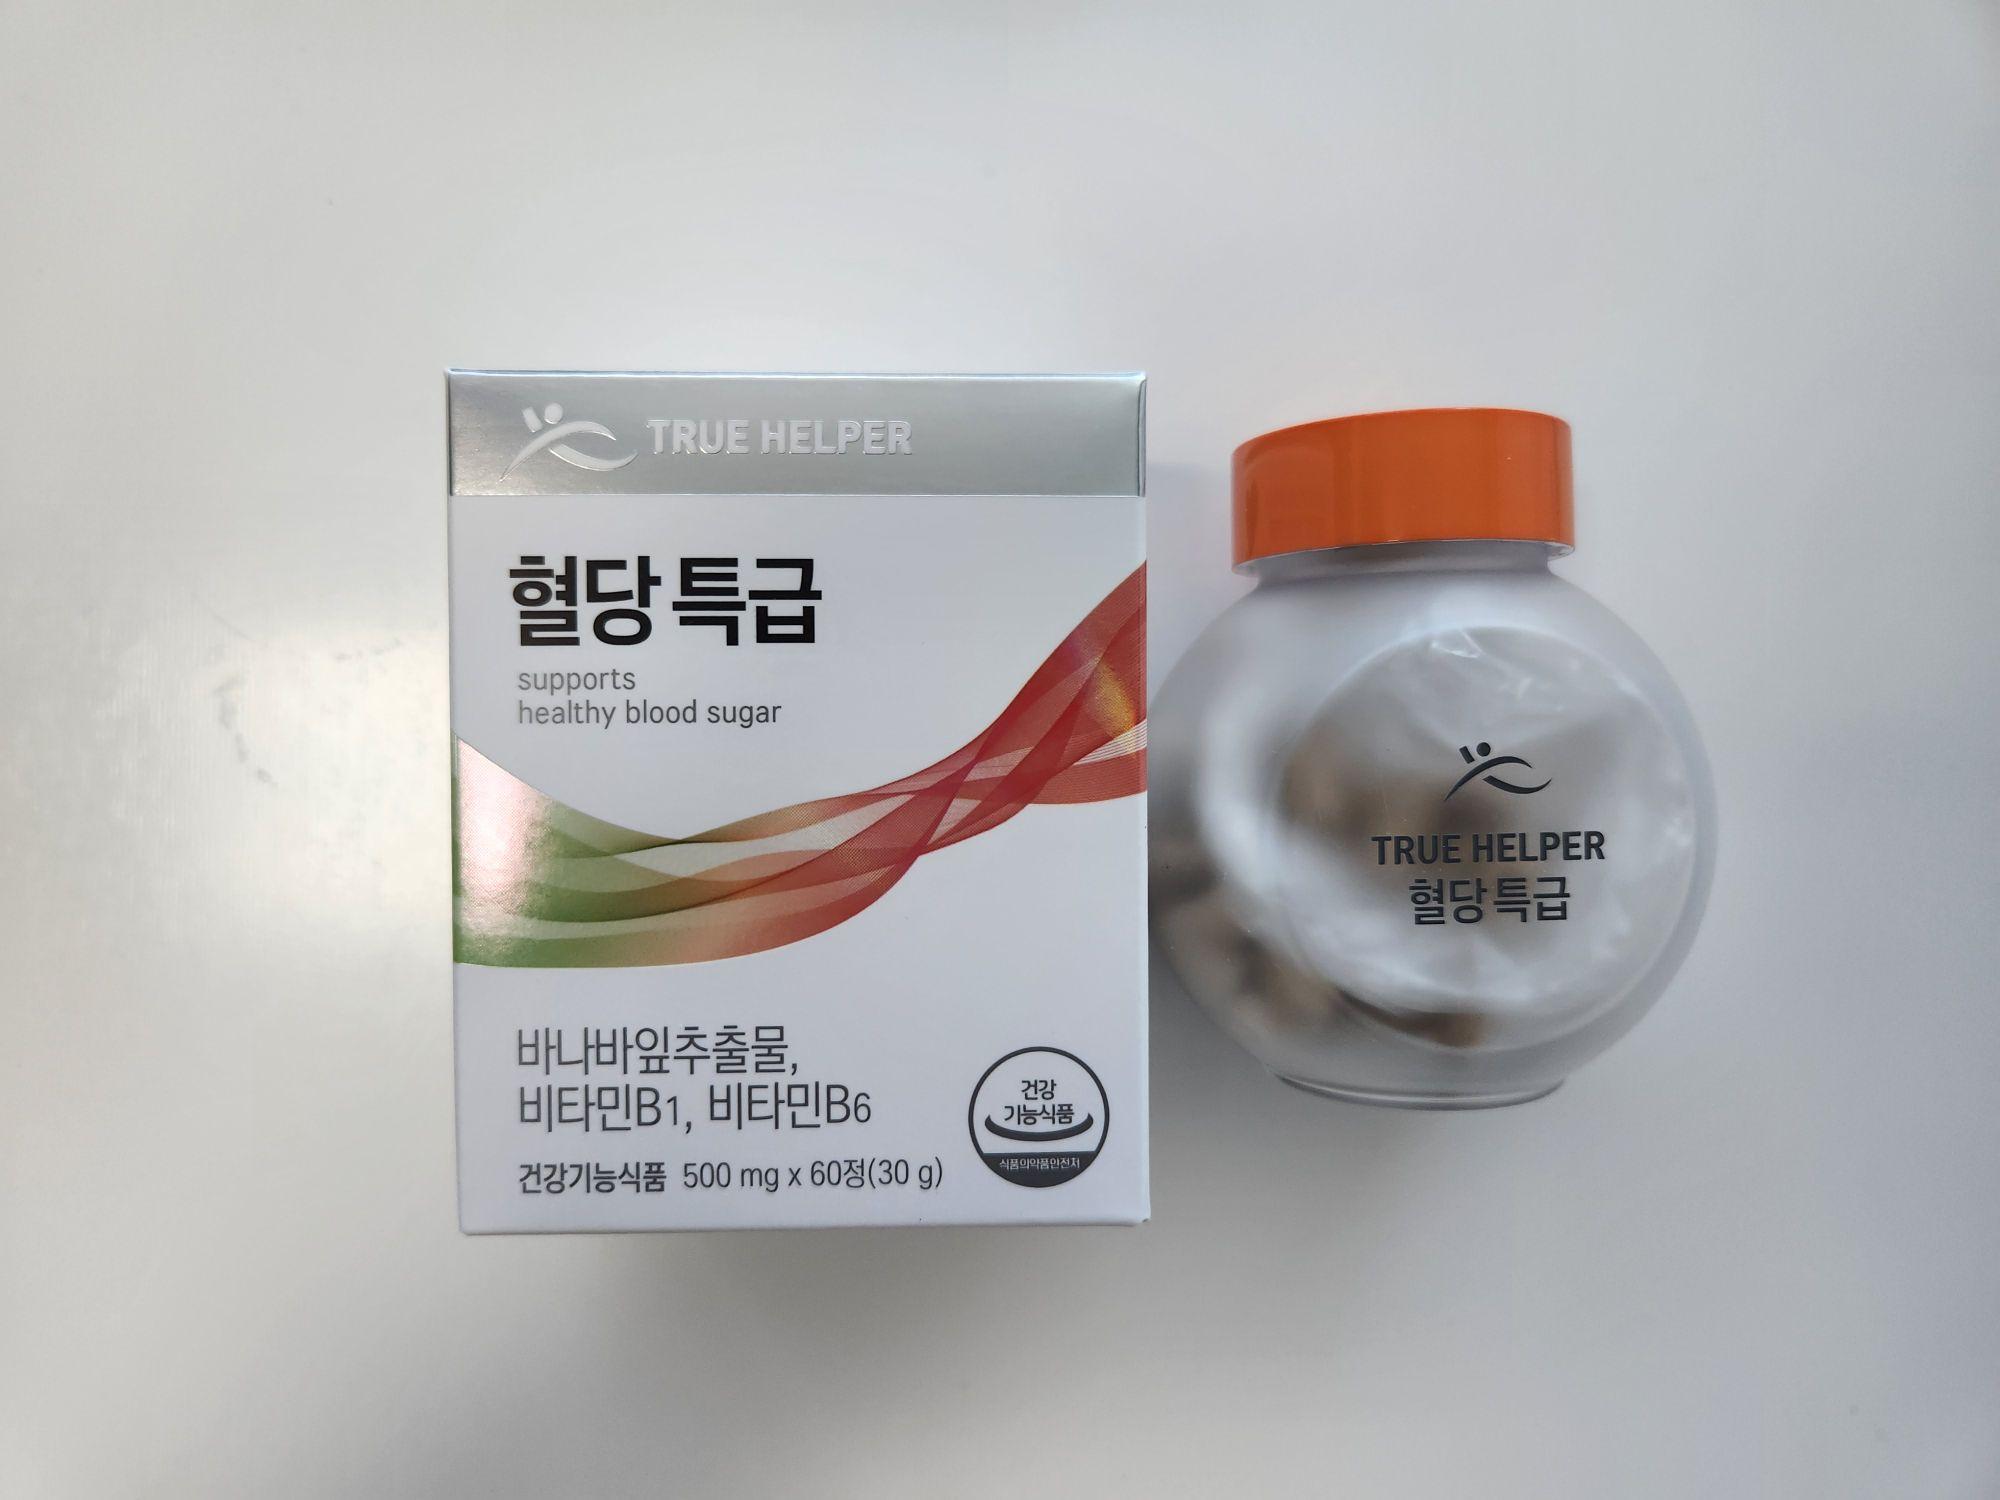 TRUE HELPER
혈당 특급
supports
healthy blood sugar
바나바잎추출물,
비타민B1, 비타민B6
건강기능식품 500 mg x 60정(30 g)
건강
기능식품
식품의약품안전처
TRUE HELPER
혈당 특급